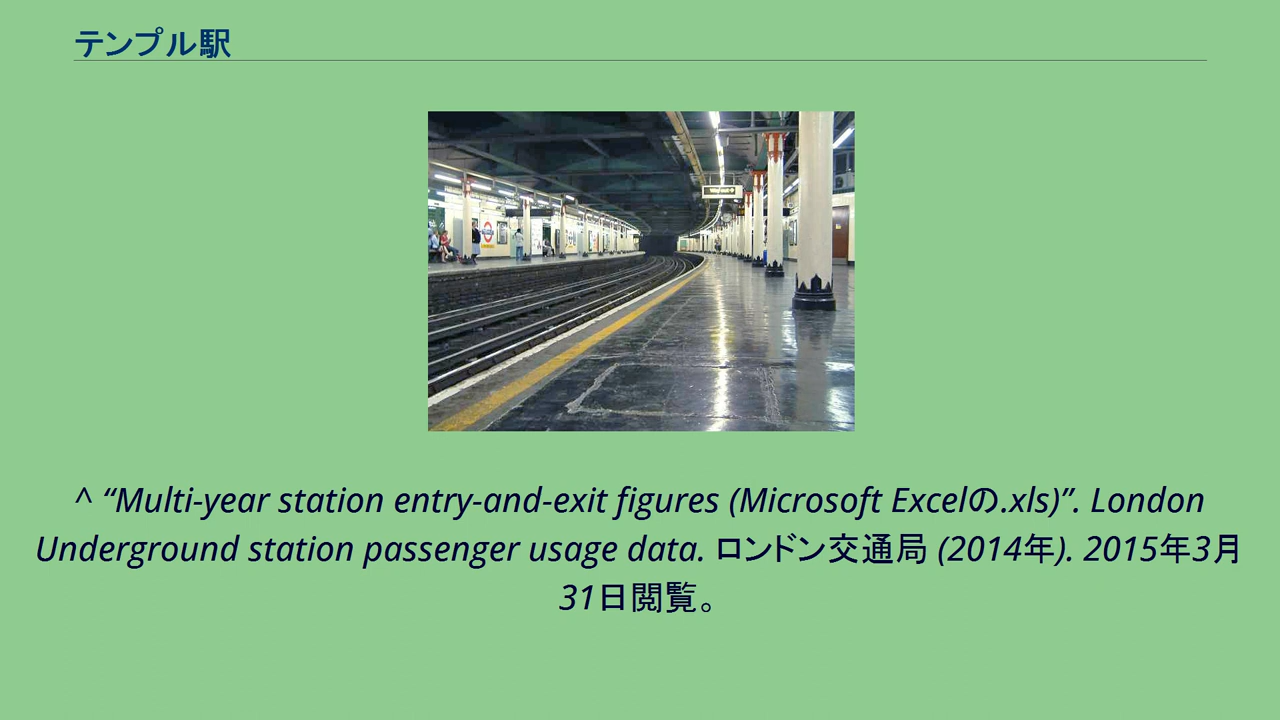 テンプル駅
^ “Multi-year station entry-and-exit figures (Microsoft Excelの.xls)”. London
Underground station passenger usage data. ロンドン交通局 (2014年). 2015年3月
31日閲覧。